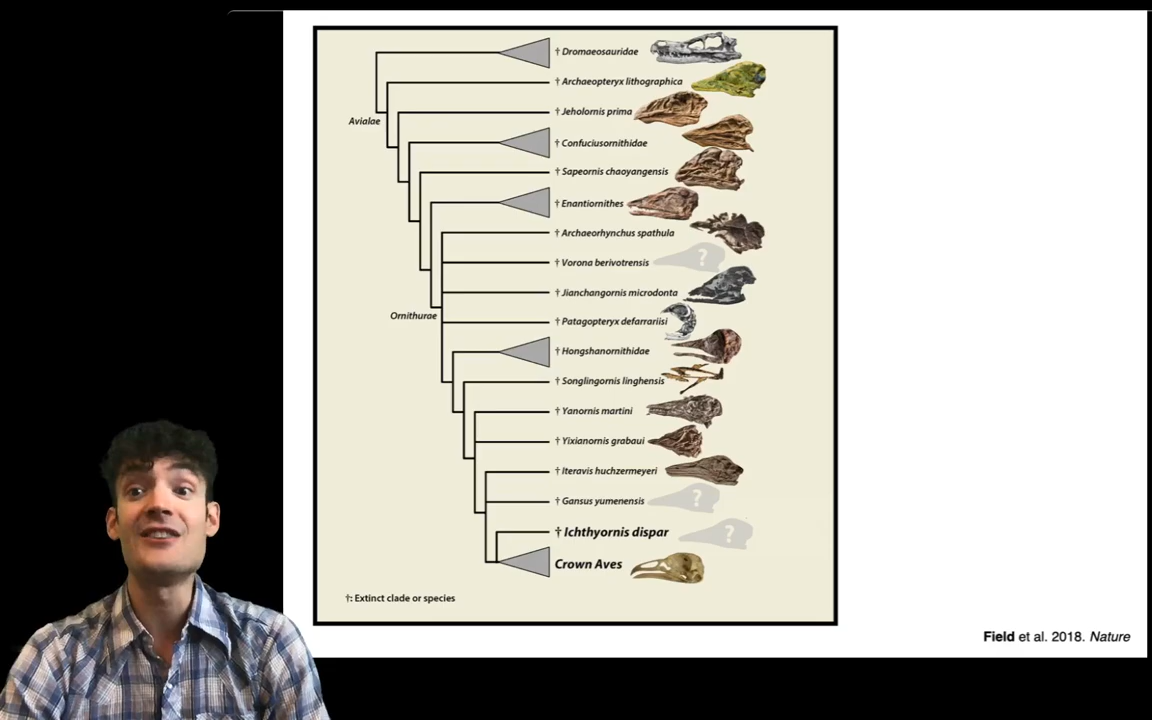 † Dromaeosauridae
† Archaeopteryx lithographica
† Jeholornis prima
Avialae
† Confuciusornithidae
† Sapeornis chaoyangensis
† Enantiornithes
† Archaeorhynchus spathula
† Vorona berivotrensis
?
† Jianchangornis microdonta
Ornithurae
† Patagopteryx defarrariisi
† Hongshanornithidae
† Songlingornis linghensis
† Yanornis martini
† Yixianornis grabaui
† Iteravis huchzermeyeri
† Gansus yumenensis
?
† Ichthyornis dispar
?
Crown Aves
†: Extinct clade or species
Field et al. 2018. Nature